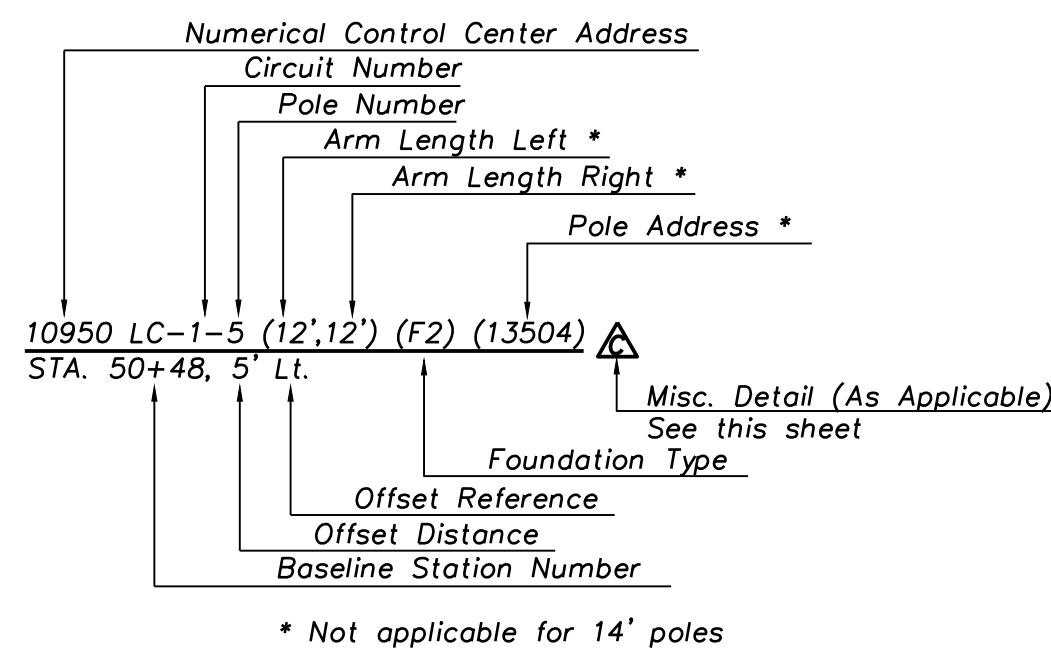 Numerical Control Center Address
Circuit Number
Pole Number
Arm Length Left *
Arm Length Right *
Pole Address *
10950 LC-1-5 (12',12') (F2) (13504) C
STA. 50+48, 5' Lt.
Misc. Detail (As Applicable)
See this sheet
Foundation Type
Offset Reference
Offset Distance
Baseline Station Number
* Not applicable for 14' poles